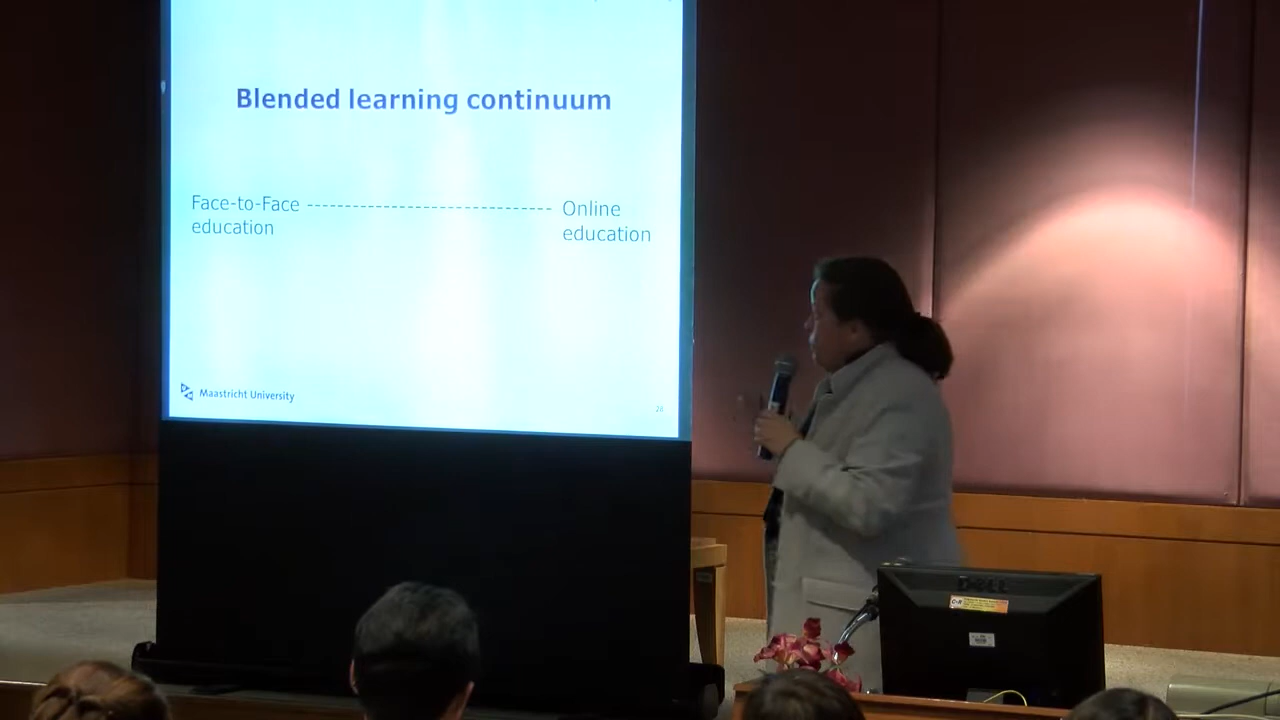 Blended learning continuum
Face-to-Face
education
Online
education
Maastricht University
DELL